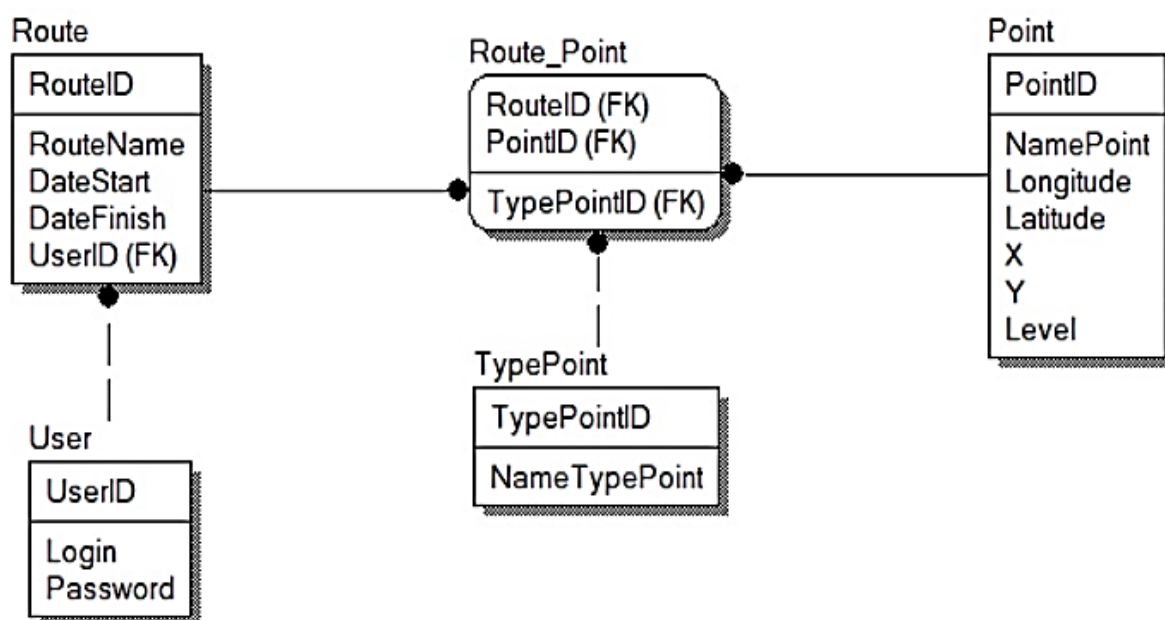 Route
RouteID
RouteName
DateStart
DateFinish
UserID (FK)
Route_Point
RouteID (FK)
PointID (FK)
TypePointID (FK)
Point
PointID
NamePoint
Longitude
Latitude
X
Y
Level
TypePoint
TypePointID
NameTypePoint
User
UserID
Login
Password